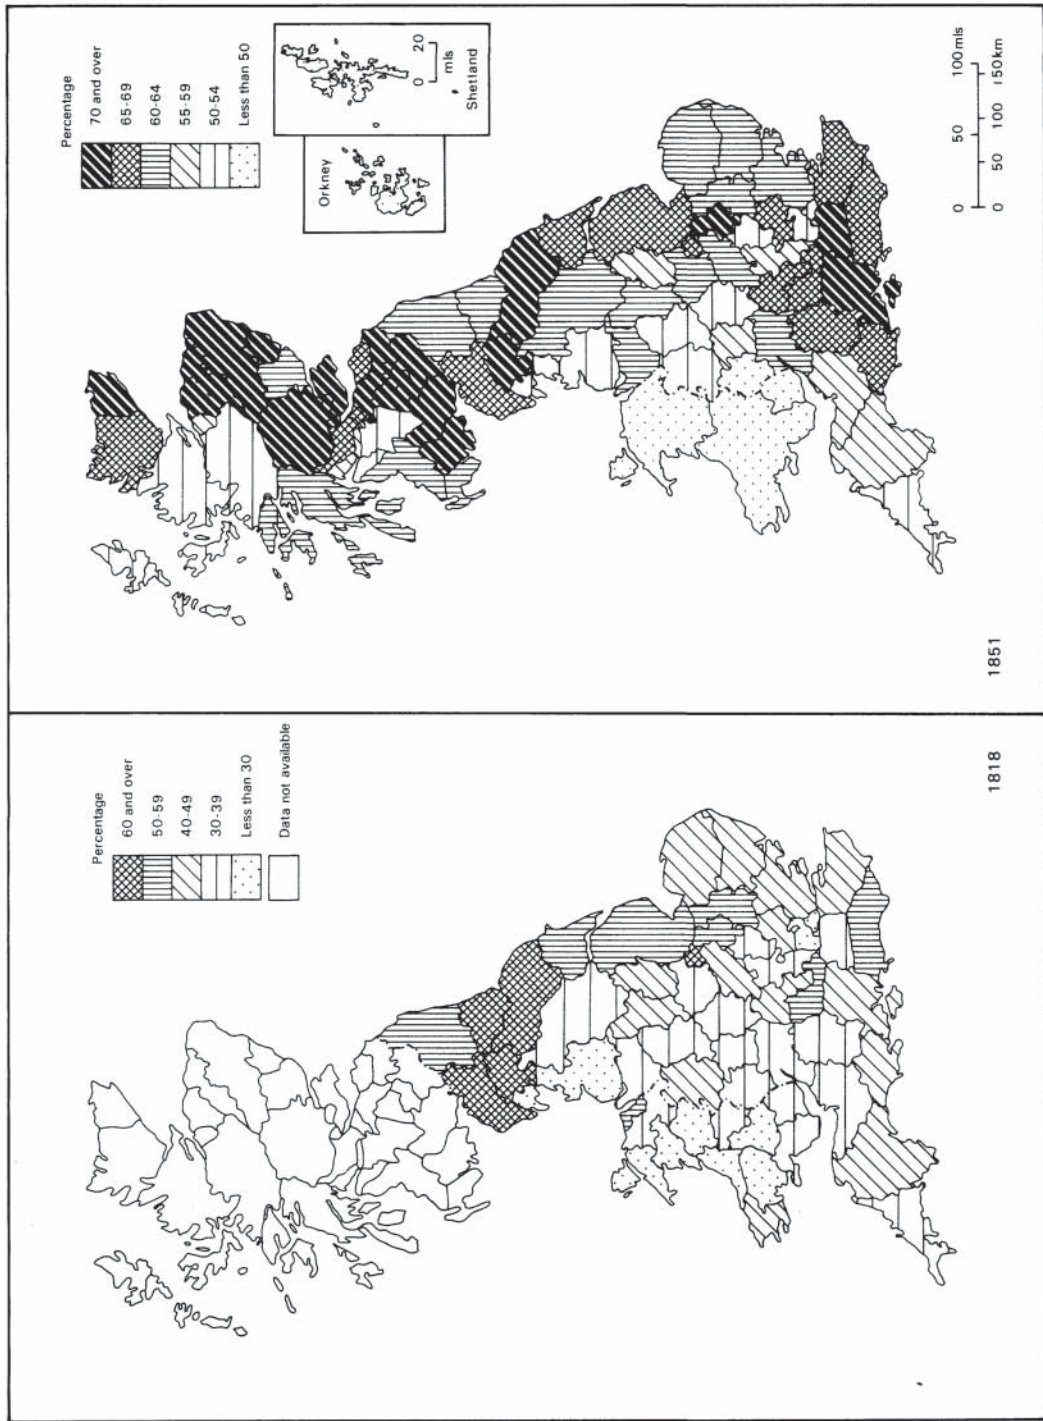 Percentage
60 and over
50-59
40-49
30-39
Less than 30
Data not available
1818
Percentage
70 and over
65-69
60-64
55-59
50-54
Less than 50
Orkney
0 20
mls
Shetland
0 50 100 mls
0 50 100 150km
1851